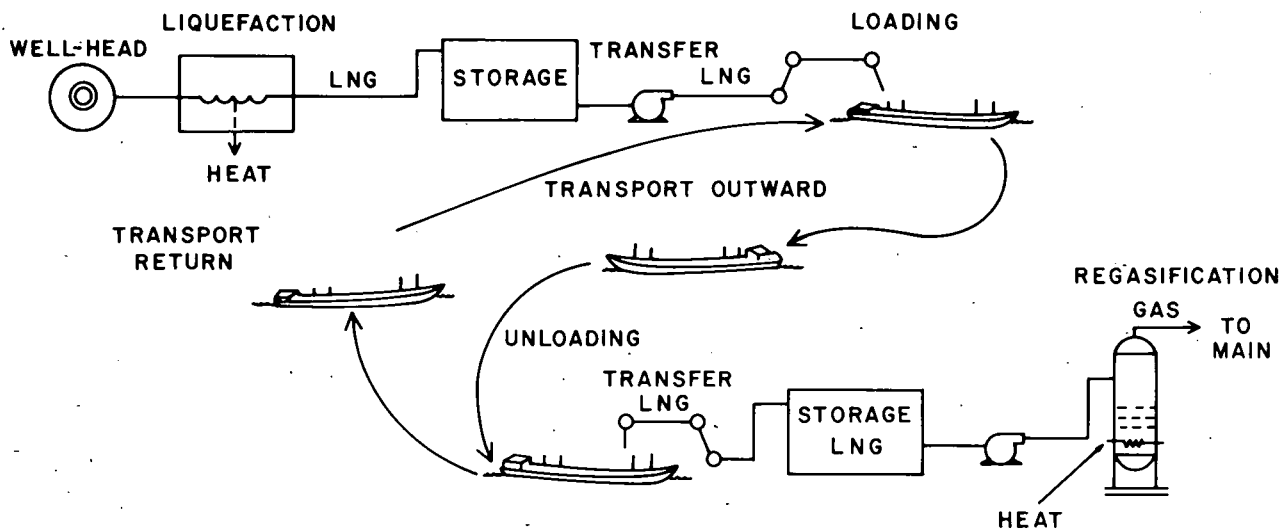 LIQUEFACTION
WELL-HEAD
LNG
STORAGE
HEAT
TRANSFER
LNG
LOADING
TRANSPORT OUTWARD
TRANSPORT
RETURN
UNLOADING
TRANSFER
LNG
STORAGE
LNG
REGASIFICATION
GAS
TO
MAIN
HEAT